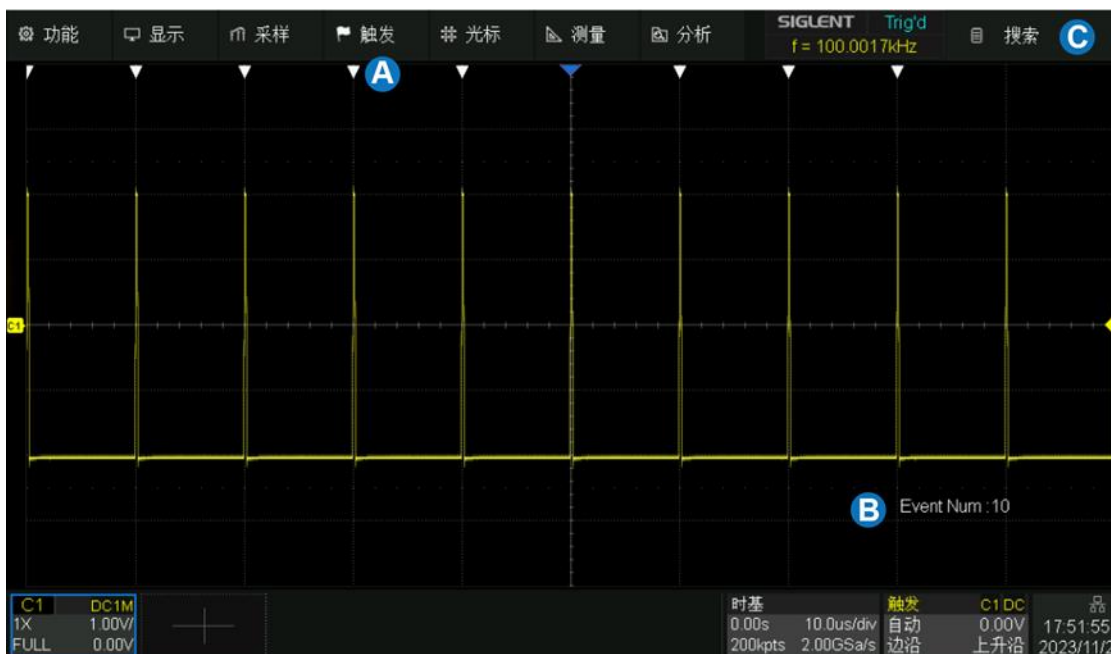 功能 显示 采样 触发 光标 测量 分析 SIGLENT Trig'd 搜索 C
f = 100.0017kHz
A
C1
B Event Num :10
C1 DC1M
1X 1.00V/
FULL 0.00V
时基
0.00s 10.0us/div
200kpts 2.00GSa/s
触发 C1 DC
自动 0.00V
边沿 上升沿
17:51:55
2023/11/2